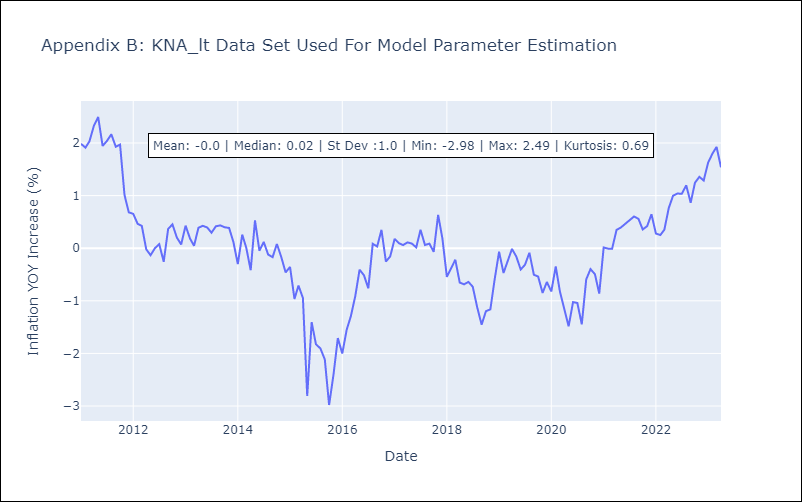 Appendix B: KNA_lt Data Set Used For Model Parameter Estimation
Mean: -0.0 | Median: 0.02 | St Dev :1.0 | Min: -2.98 | Max: 2.49 | Kurtosis: 0.69
Inflation YOY Increase (%)
2
1
0
−1
−2
−3
2012 2014 2016 2018 2020 2022
Date